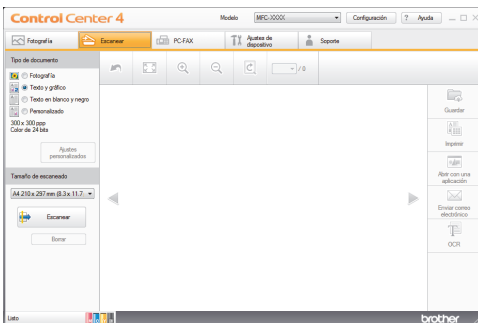 Control Center 4
Modelo MFC-XXXX Configuración ? Ayuda
Fotografía Escanear PC-FAX Ajustes de dispositivo Soporte
Tipo de documento
Fotografía
Texto y gráfico
Texto en blanco y negro
Personalizado
300 x 300 ppp
Color de 24 bits
Ajustes
personalizados
Tamaño de escaneado
A4 210 x 297 mm (8.3 x 11.7
Escanear
Borrar
/ 0
Guardar
Imprimir
Abrir con una
aplicación
Enviar correo
electrónico
OCR
Listo
brother